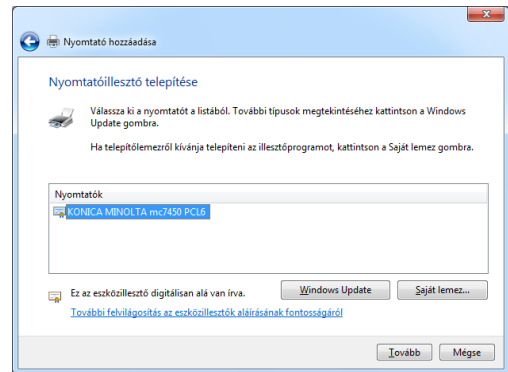 Nyomtató hozzáadása
Nyomtatóillesztő telepítése
Válassza ki a nyomtatót a listából. További típusok megtekintéséhez kattintson a Windows
Update gombra.
Ha telepítőlemezről kívánja telepíteni az illesztőprogramot, kattintson a Saját lemez gombra.
Nyomtatók
KONICA MINOLTA mc7450 PCL6
Ez az eszközillesztő digitálisan alá van írva.
Windows Update
Saját lemez...
További felvilágosítás az eszközillesztők aláírásának fontosságáról
Tovább
Mégse